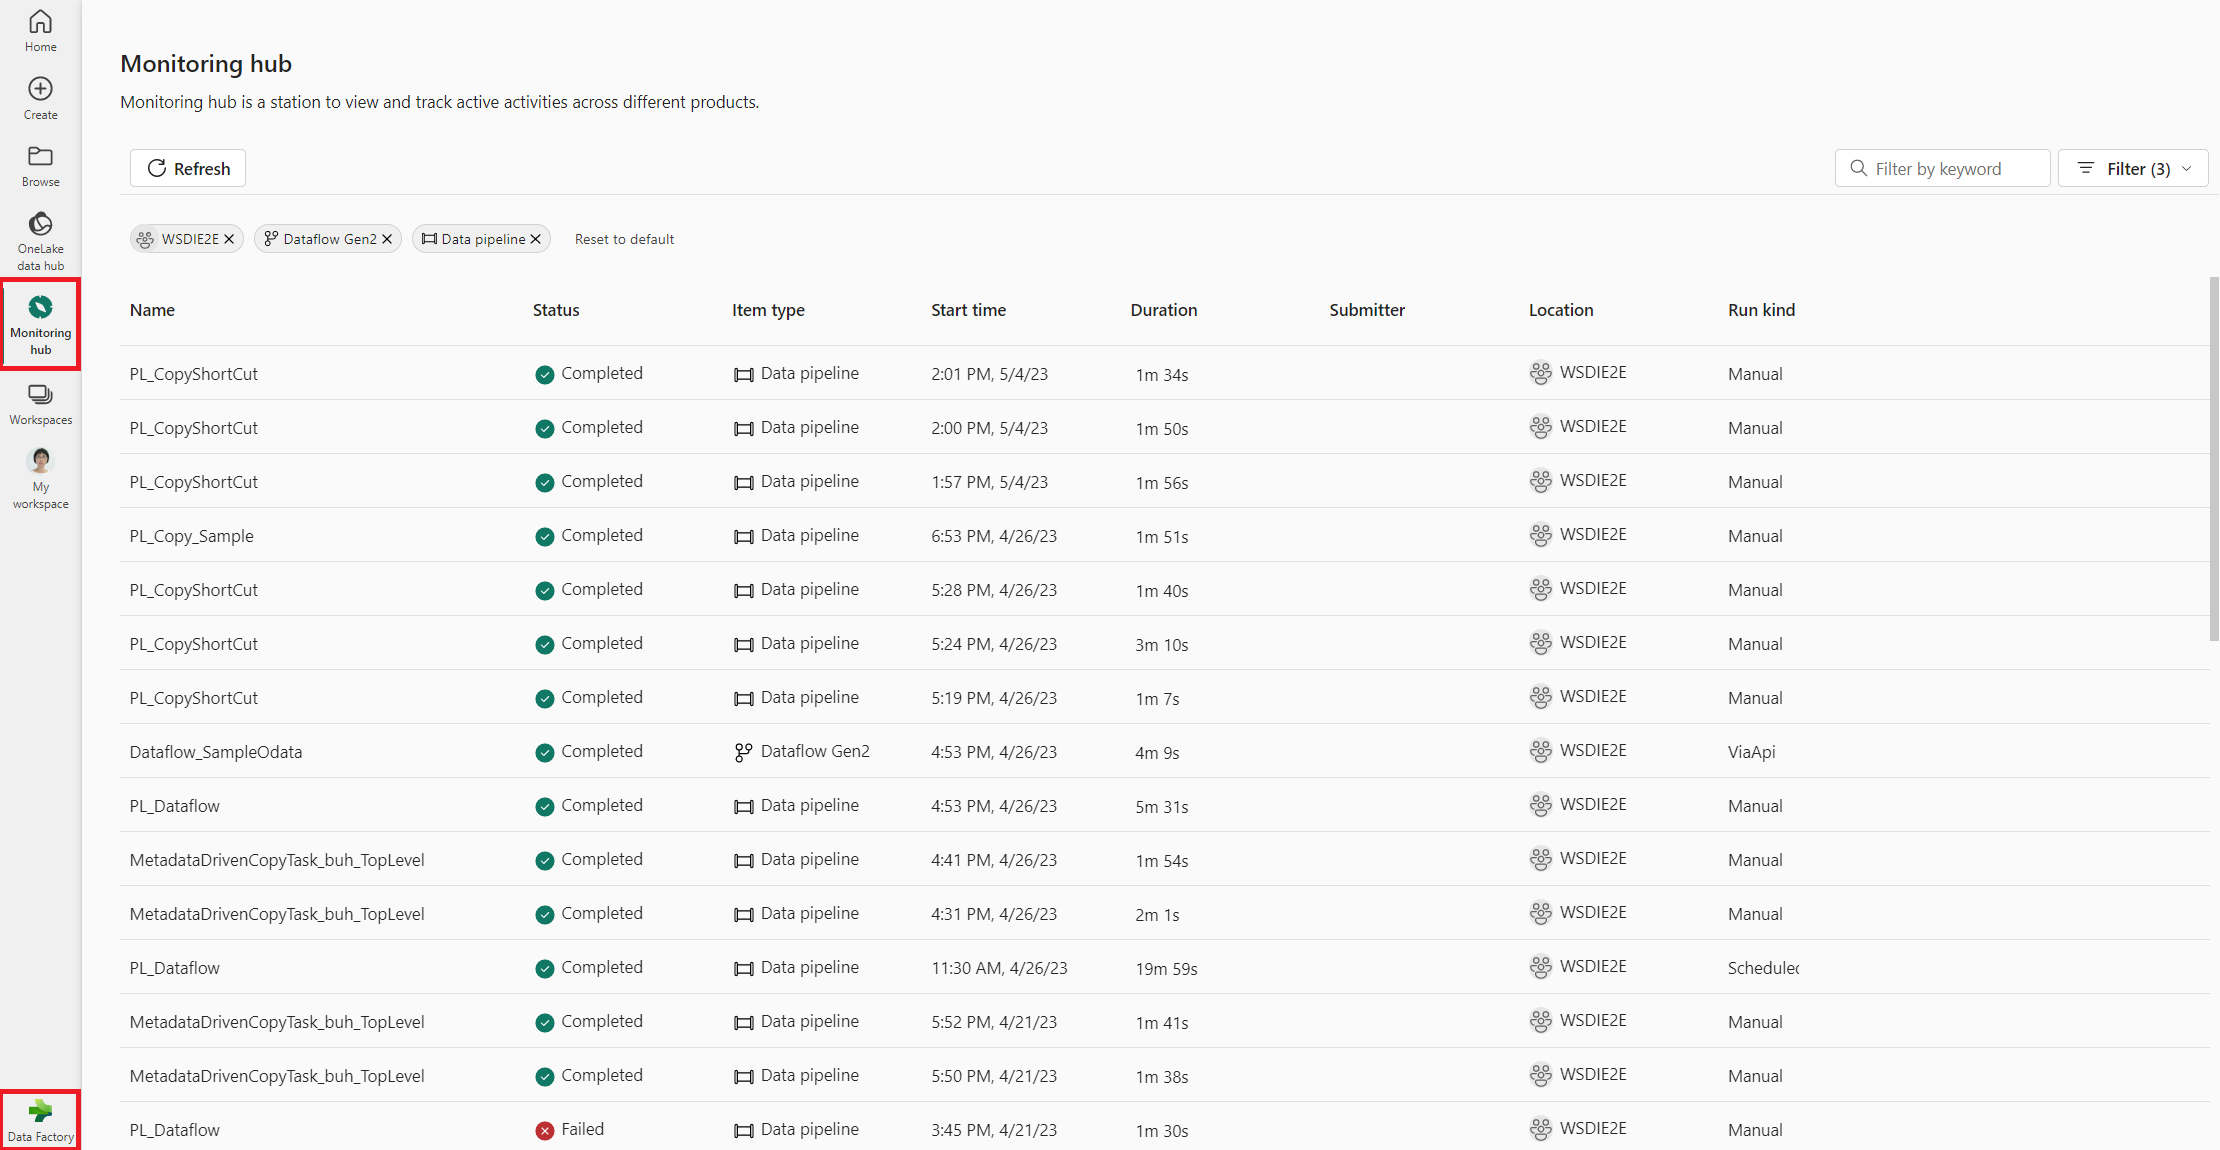 Home
Create
Browse
OneLake
data hub
Monitoring
hub
Workspaces
My
workspace
Data Factory
Monitoring hub
Monitoring hub is a station to view and track active activities across different products.
Refresh
Filter by keyword
Filter (3)
WSDIE2E Dataflow Gen2 Data pipeline Reset to default
Name Status Item type Start time Duration Submitter Location Run kind
PL_CopyShortCut Completed Data pipeline 2:01 PM, 5/4/23 1m 34s WSDIE2E Manual
PL_CopyShortCut Completed Data pipeline 2:00 PM, 5/4/23 1m 50s WSDIE2E Manual
PL_CopyShortCut Completed Data pipeline 1:57 PM, 5/4/23 1m 56s WSDIE2E Manual
PL_Copy_Sample Completed Data pipeline 6:53 PM, 4/26/23 1m 51s WSDIE2E Manual
PL_CopyShortCut Completed Data pipeline 5:28 PM, 4/26/23 1m 40s WSDIE2E Manual
PL_CopyShortCut Completed Data pipeline 5:24 PM, 4/26/23 3m 10s WSDIE2E Manual
PL_CopyShortCut Completed Data pipeline 5:19 PM, 4/26/23 1m 7s WSDIE2E Manual
Dataflow_SampleOdata Completed Dataflow Gen2 4:53 PM, 4/26/23 4m 9s WSDIE2E ViaApi
PL_Dataflow Completed Data pipeline 4:53 PM, 4/26/23 5m 31s WSDIE2E Manual
MetadataDrivenCopyTask_buh_TopLevel Completed Data pipeline 4:41 PM, 4/26/23 1m 54s WSDIE2E Manual
MetadataDrivenCopyTask_buh_TopLevel Completed Data pipeline 4:31 PM, 4/26/23 2m 1s WSDIE2E Manual
PL_Dataflow Completed Data pipeline 11:30 AM, 4/26/23 19m 59s WSDIE2E Scheduled
MetadataDrivenCopyTask_buh_TopLevel Completed Data pipeline 5:52 PM, 4/21/23 1m 41s WSDIE2E Manual
MetadataDrivenCopyTask_buh_TopLevel Completed Data pipeline 5:50 PM, 4/21/23 1m 38s WSDIE2E Manual
PL_Dataflow Failed Data pipeline 3:45 PM, 4/21/23 1m 30s WSDIE2E Manual